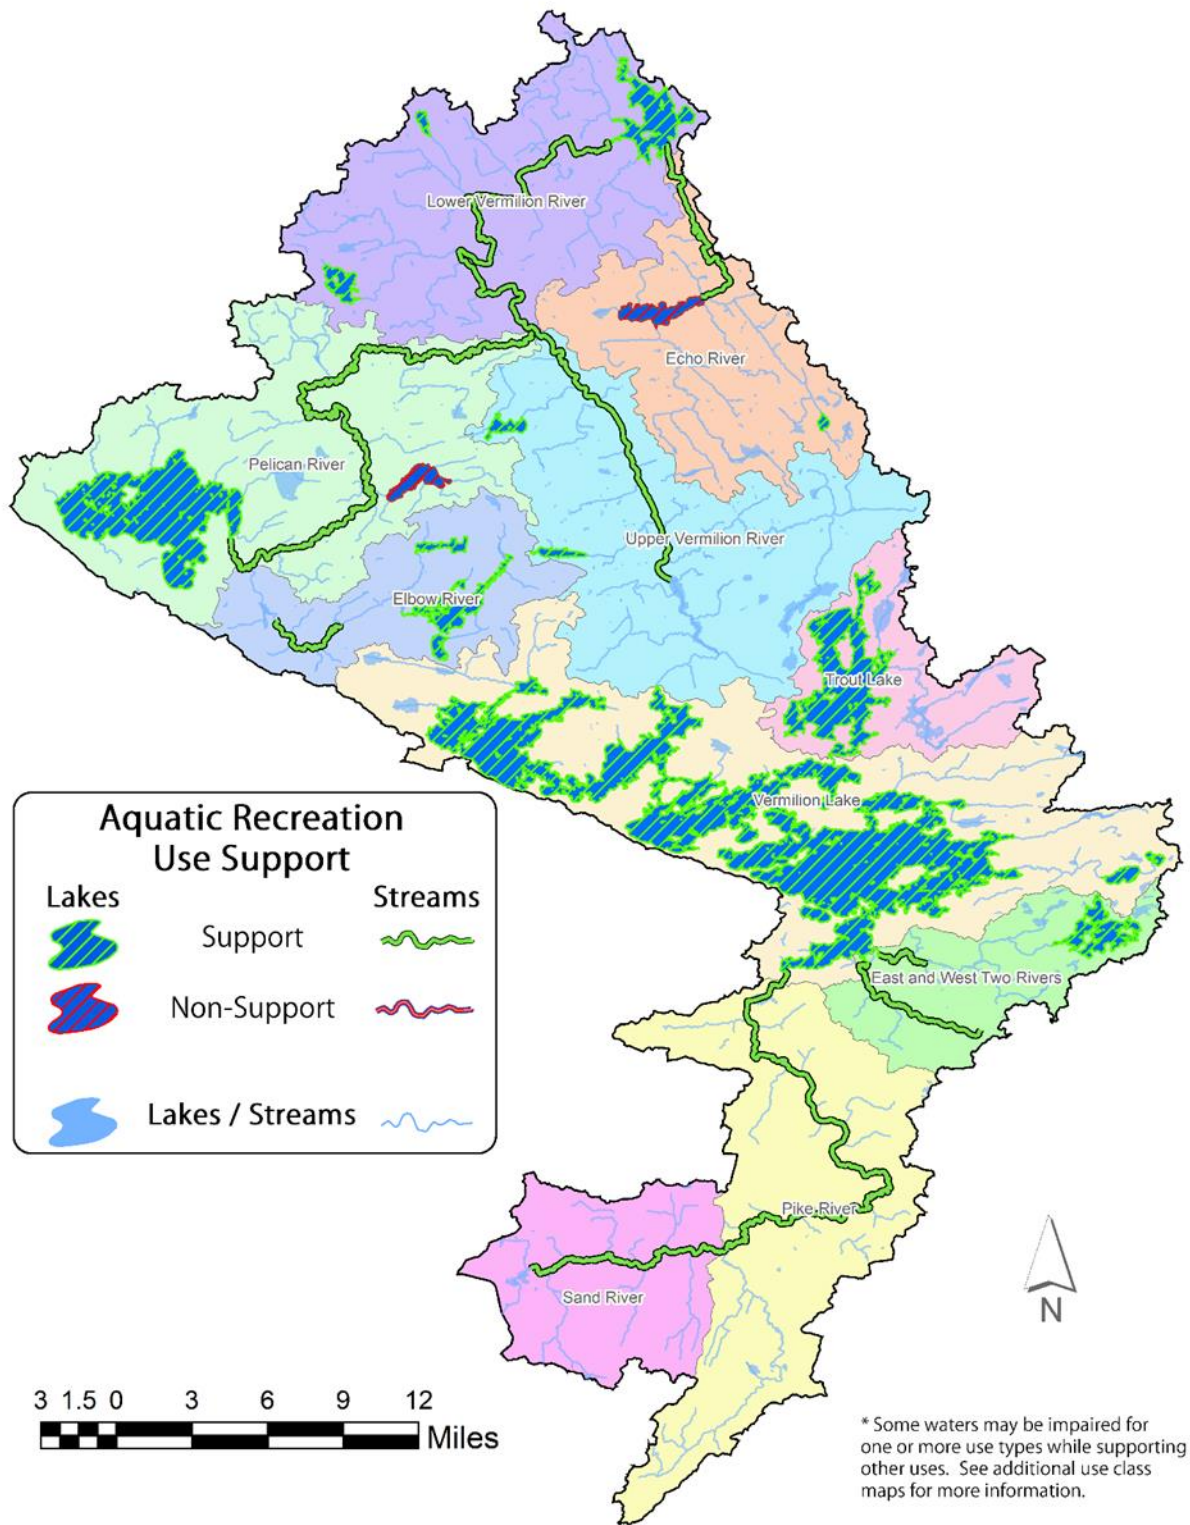 Lower Vermilion River
Echo River
Pelican River
Upper Vermilion River
Elbow River
Trout Lake
Vermilion Lake
East and West Two Rivers
Pike River
Sand River
Aquatic Recreation
Use Support
Lakes Streams
Support
Non-Support
Lakes / Streams
N
3 1.5 0 3 6 9 12
Miles
* Some waters may be impaired for
one or more use types while supporting
other uses. See additional use class
maps for more information.